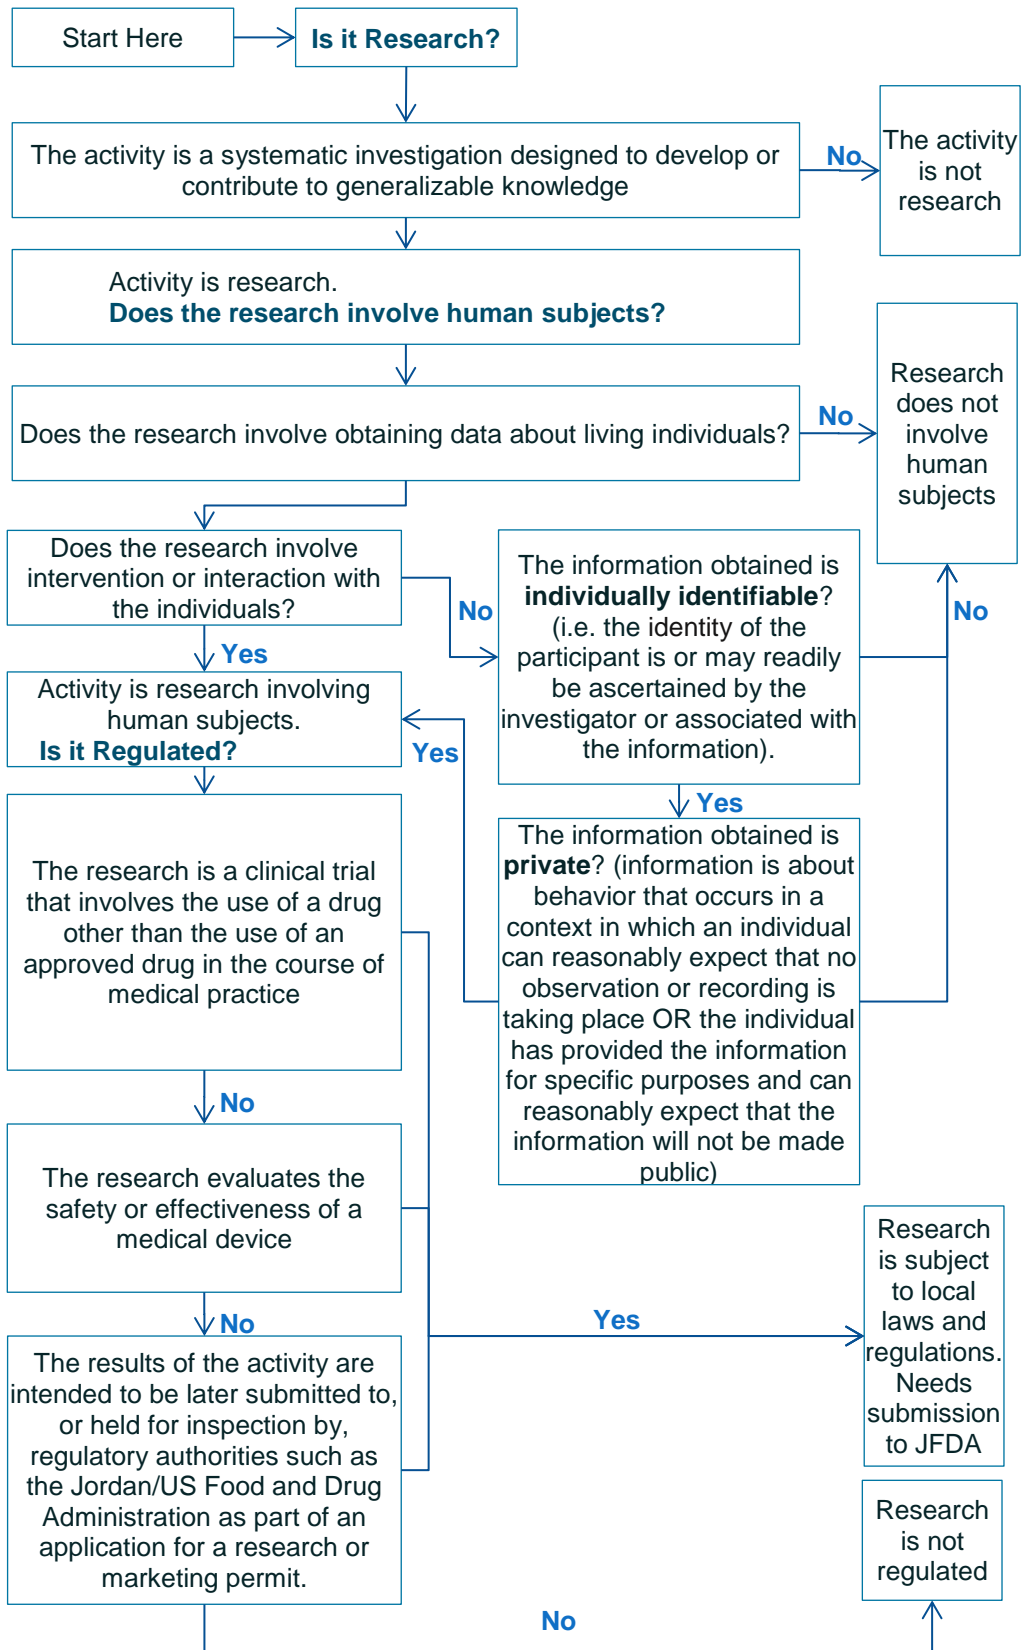 Start Here
Is it Research?
The activity is a systematic investigation designed to develop or
contribute to generalizable knowledge
No
The activity
is not
research
Activity is research.
Does the research involve human subjects?
Does the research involve obtaining data about living individuals?
No
Research
does not
involve
human
subjects
Does the research involve
intervention or interaction with
the individuals?
No
The information obtained is
individually identifiable?
(i.e. the identity of the
participant is or may readily
be ascertained by the
investigator or associated with
the information).
No
Yes
Activity is research involving
human subjects.
Is it Regulated?
Yes
Yes
The information obtained is
private? (information is about
behavior that occurs in a
context in which an individual
can reasonably expect that no
observation or recording is
taking place OR the individual
has provided the information
for specific purposes and can
reasonably expect that the
information will not be made
public)
The research is a clinical trial
that involves the use of a drug
other than the use of an
approved drug in the course of
medical practice
No
The research evaluates the
safety or effectiveness of a
medical device
No
Yes
Research
is subject
to local
laws and
regulations.
Needs
submission
to JFDA
The results of the activity are
intended to be later submitted to,
or held for inspection by,
regulatory authorities such as
the Jordan/US Food and Drug
Administration as part of an
application for a research or
marketing permit.
Research
is not
regulated
No